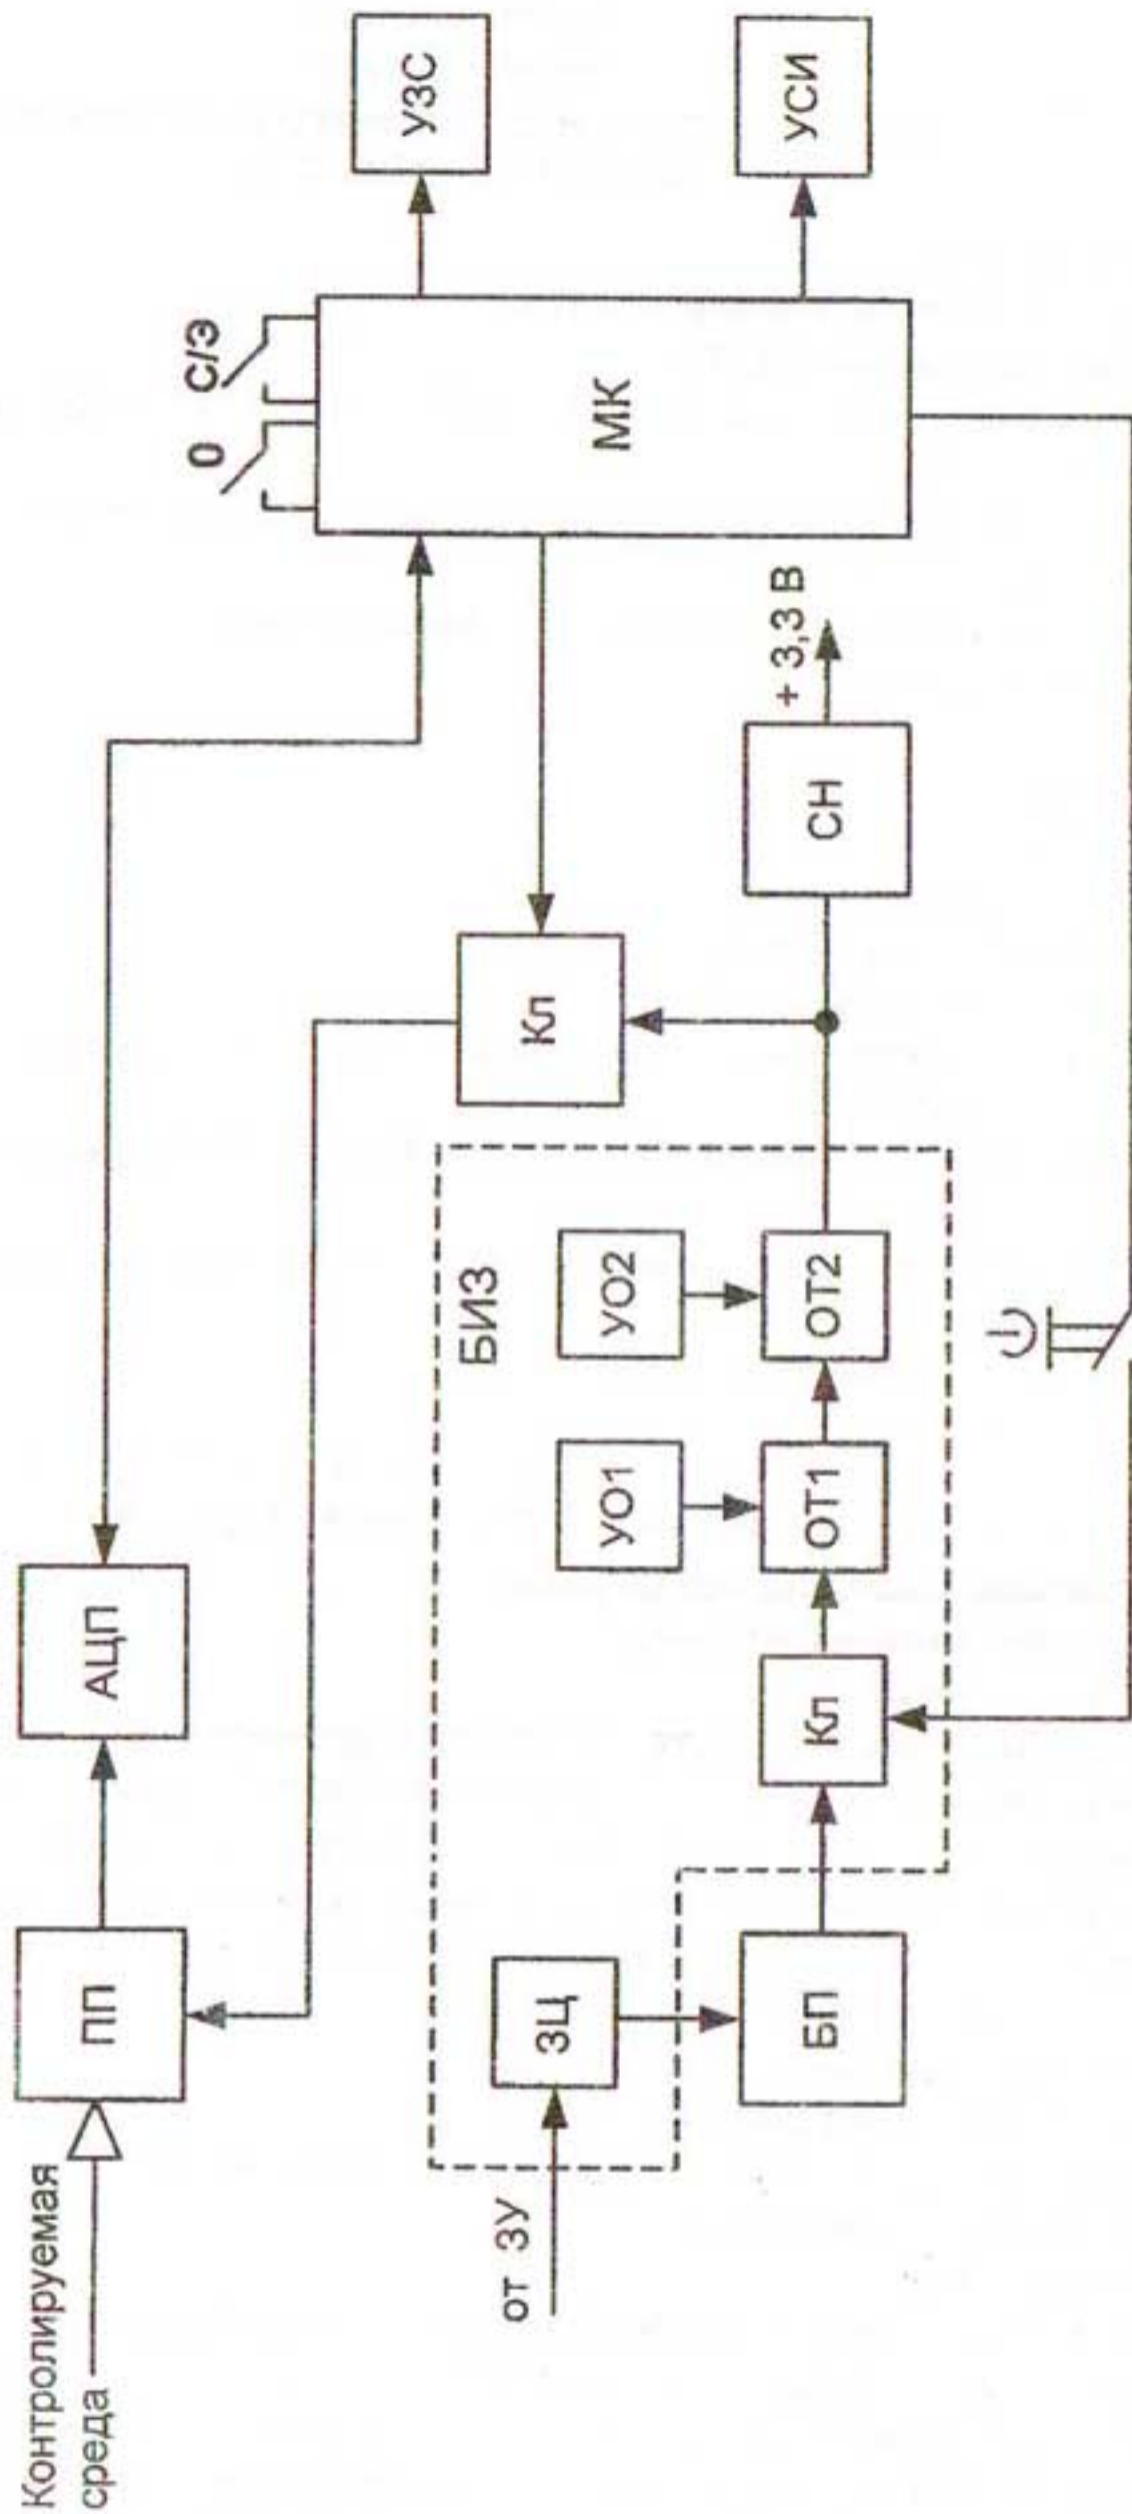 Контролируемая
среда
ПП
АЦП
0
С/Э
УЗС
Кл
МК
БИЗ
от ЗУ
ЗЦ
УО1
УО2
БП
Кл
ОТ1
ОТ2
СН
+ 3,3 В
УСИ